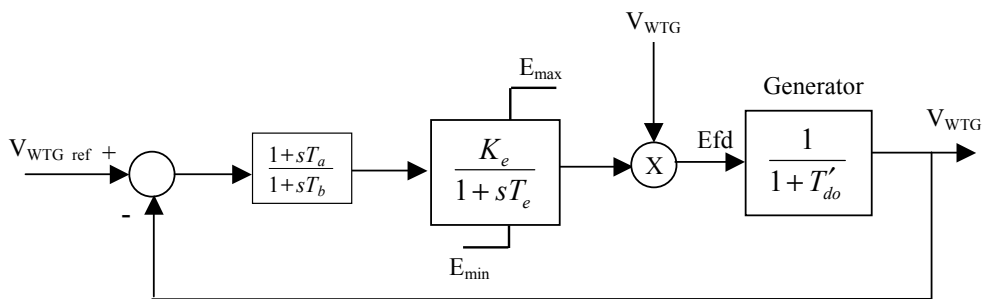 V_WTG
E_max
Generator
V_WTG ref +
1+sT_a
1+sT_b
K_e
1+sT_e
X
Efd
1
1+T'_do
V_WTG
-
E_min